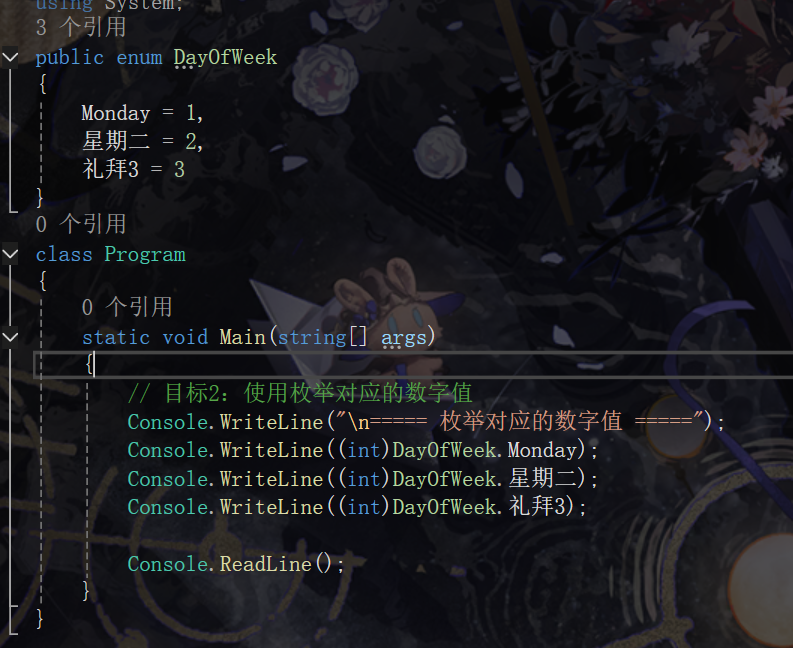 using System;
3 个引用
public enum DayOfWeek
{
Monday = 1,
星期二 = 2,
礼拜3 = 3
}
0 个引用
class Program
{
0 个引用
static void Main(string[] args)
{
// 目标2: 使用枚举对应的数字值
Console.WriteLine("\n===== 枚举对应的数字值 =====");
Console.WriteLine((int)DayOfWeek.Monday);
Console.WriteLine((int)DayOfWeek.星期二);
Console.WriteLine((int)DayOfWeek.礼拜3);
Console.ReadLine();
}
}